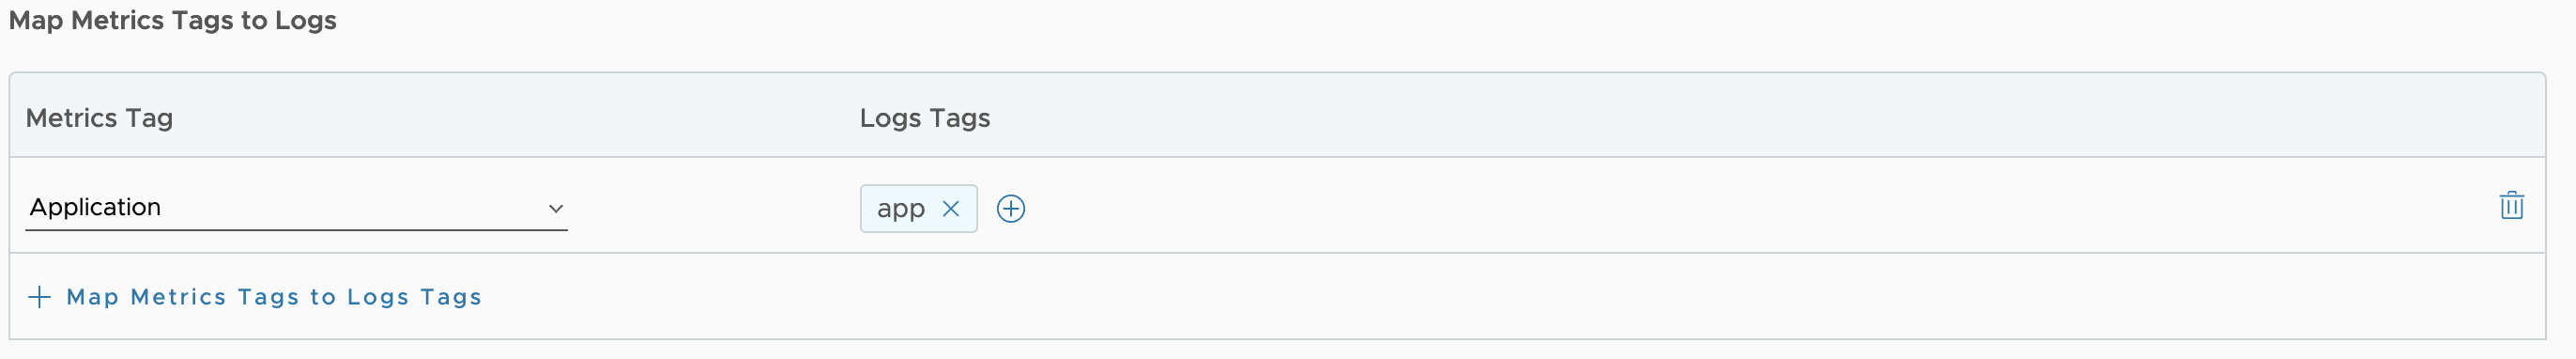 Map Metrics Tags to Logs
Metrics Tag Logs Tags
Application app
Map Metrics Tags to Logs Tags